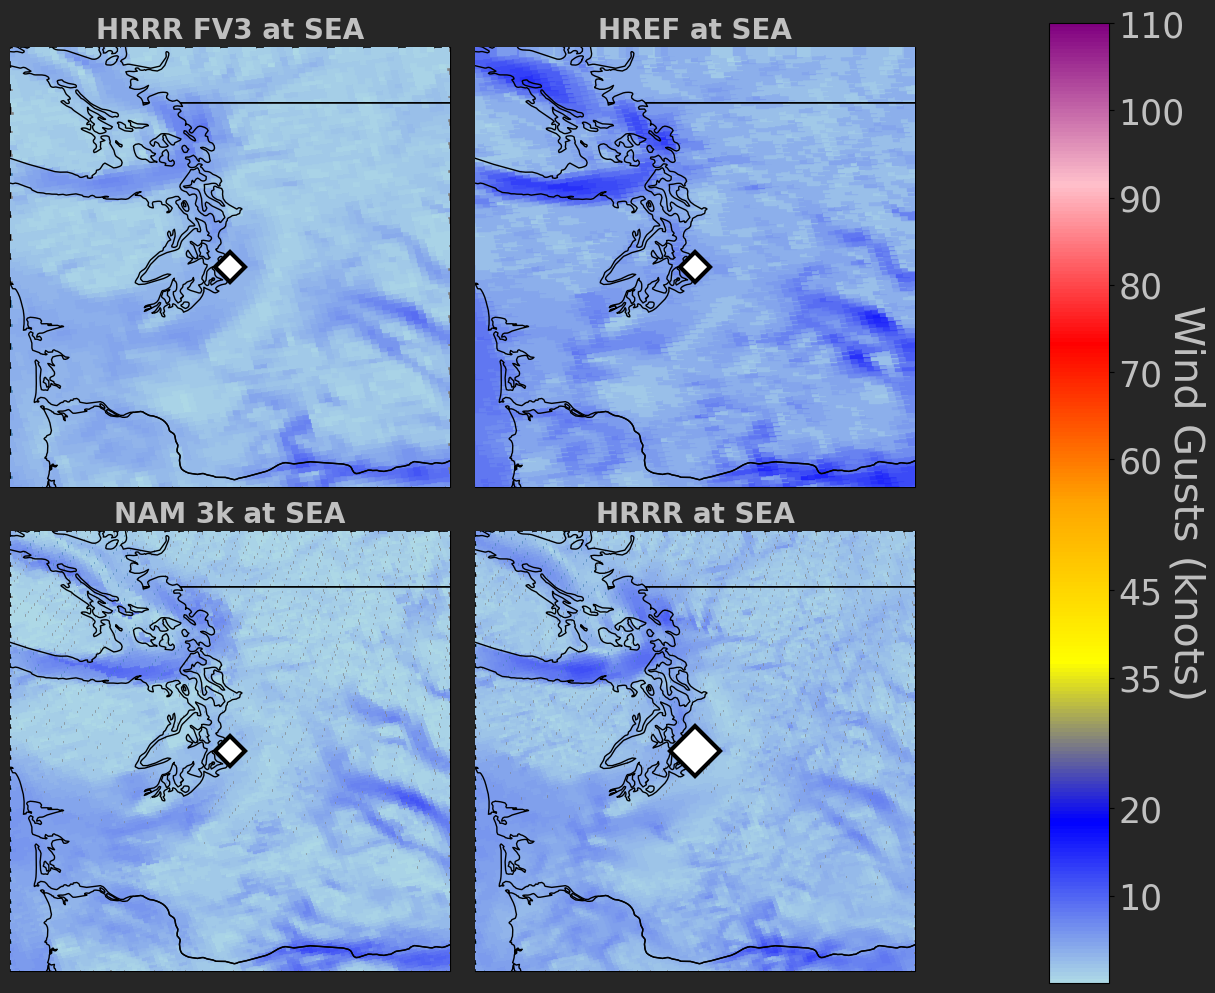 HRRR FV3 at SEA
HREF at SEA
NAM 3k at SEA
HRRR at SEA
110
100
90
80
70
60
45
35
20
10
Wind Gusts (knots)